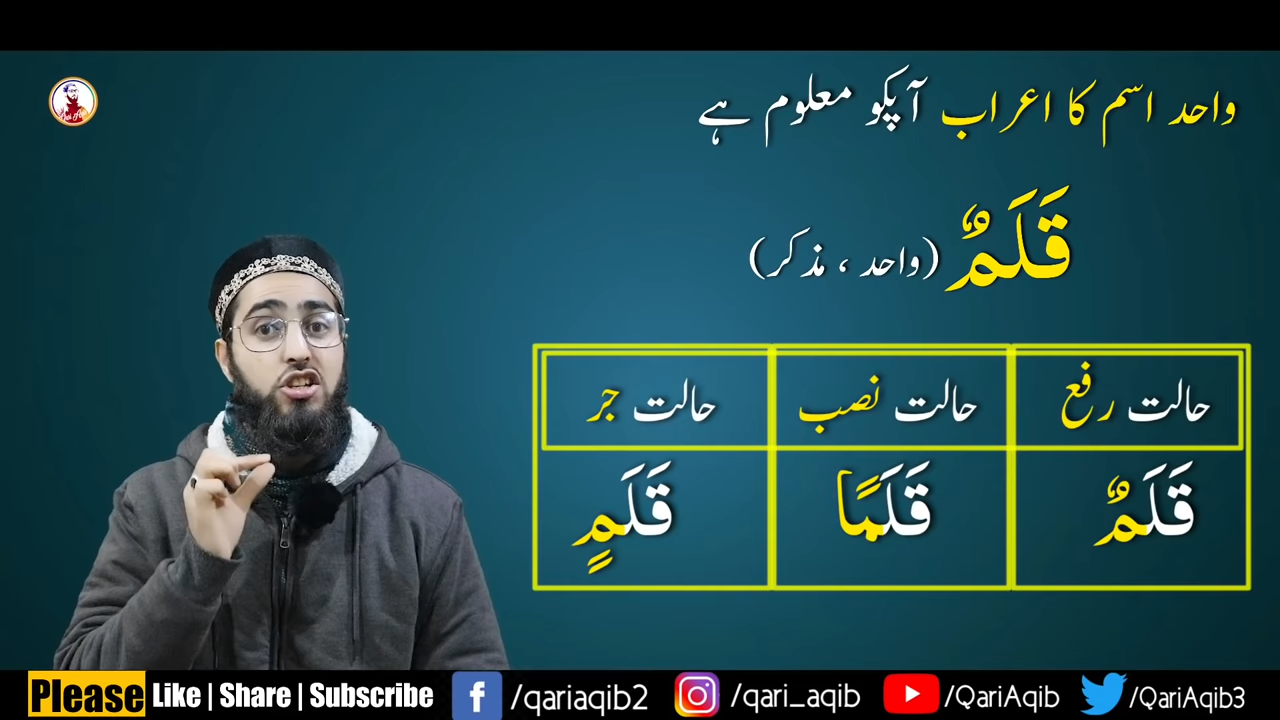 واحد اسم کا اعراب آپکو معلوم ہے
قَلَمٌ (واحد ، مذکر)
حالت رفع حالت نصب حالت جر
قَلَمٌ قَلَمًا قَلَمٍ
Please Like | Share | Subscribe /qariaqib2 /qari_aqib /QariAqib /QariAqib3